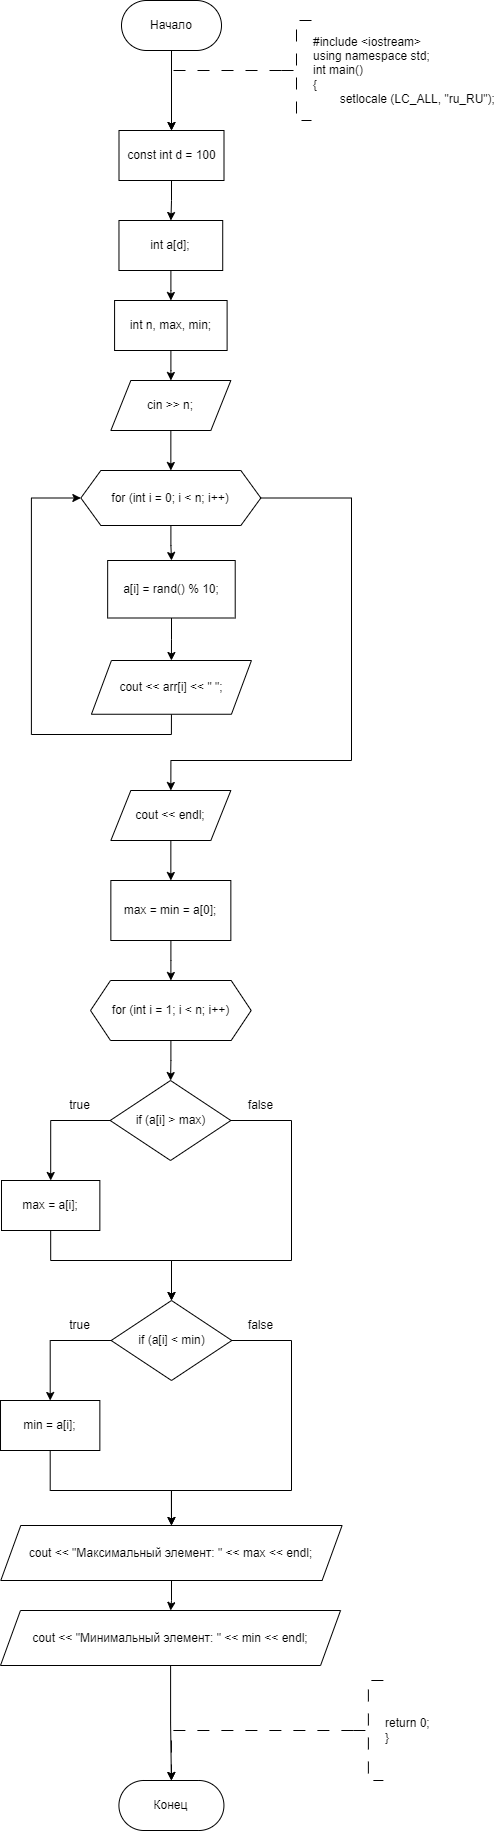 Начало
#include <iostream>
using namespace std;
int main()
{
setlocale (LC_ALL, "ru_RU");
const int d = 100
int a[d];
int n, max, min;
cin >> n;
for (int i = 0; i < n; i++)
a[i] = rand() % 10;
cout << arr[i] << " ";
cout << endl;
max = min = a[0];
for (int i = 1; i < n; i++)
true
false
if (a[i] > max)
max = a[i];
true
false
if (a[i] < min)
min = a[i];
cout << "Максимальный элемент: " << max << endl;
cout << "Минимальный элемент: " << min << endl;
return 0;
}
Конец